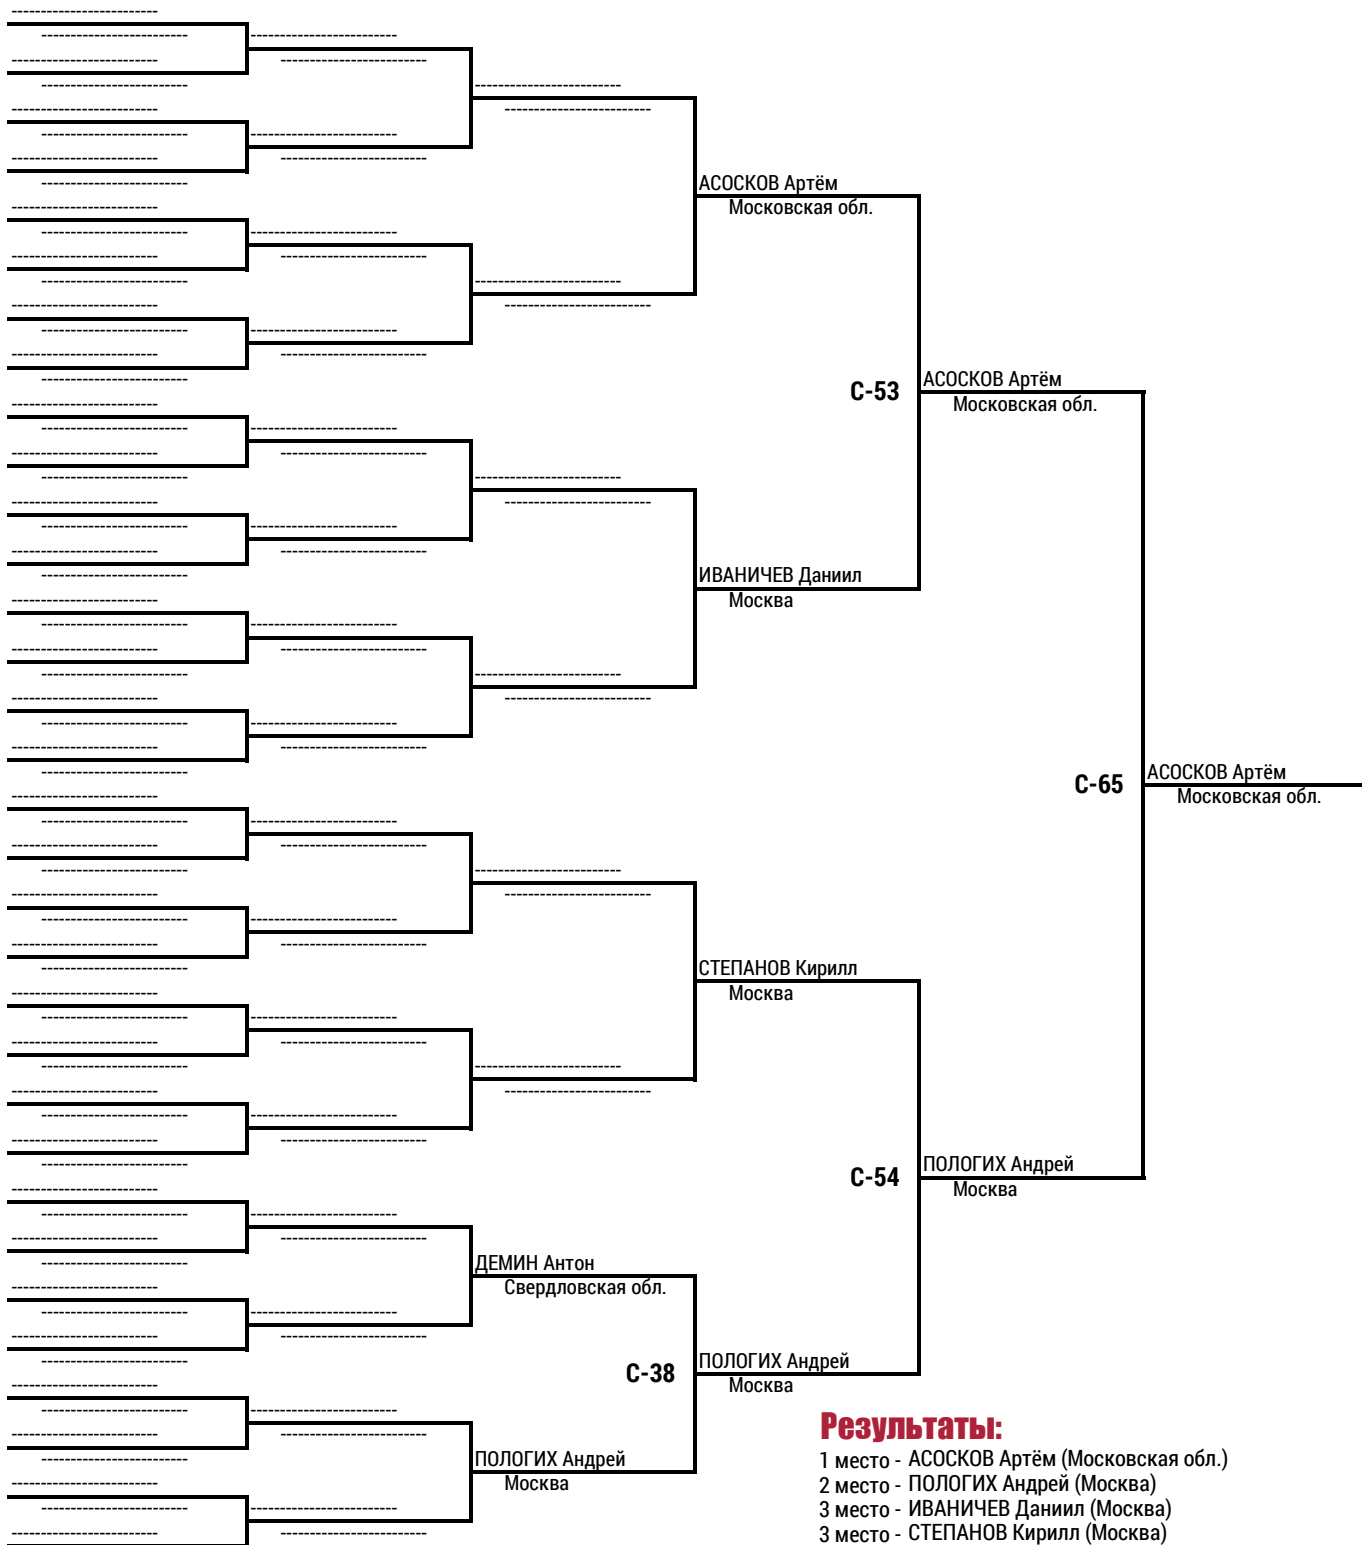 АСОСКОВ Артём
Московская обл.
С-53
АСОСКОВ Артём
Московская обл.
ИВАНИЧЕВ Даниил
Москва
С-65
АСОСКОВ Артём
Московская обл.
СТЕПАНОВ Кирилл
Москва
С-54
ПОЛОГИХ Андрей
Москва
ДЕМИН Антон
Свердловская обл.
С-38
ПОЛОГИХ Андрей
Москва
ПОЛОГИХ Андрей
Москва
Результаты:
1 место - АСОСКОВ Артём (Московская обл.)
2 место - ПОЛОГИХ Андрей (Москва)
3 место - ИВАНИЧЕВ Даниил (Москва)
3 место - СТЕПАНОВ Кирилл (Москва)